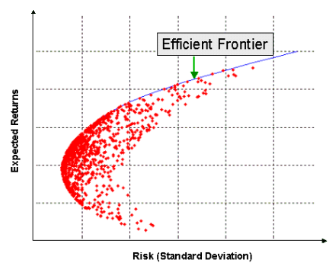 Efficient Frontier
Expected Returns
Risk (Standard Deviation)